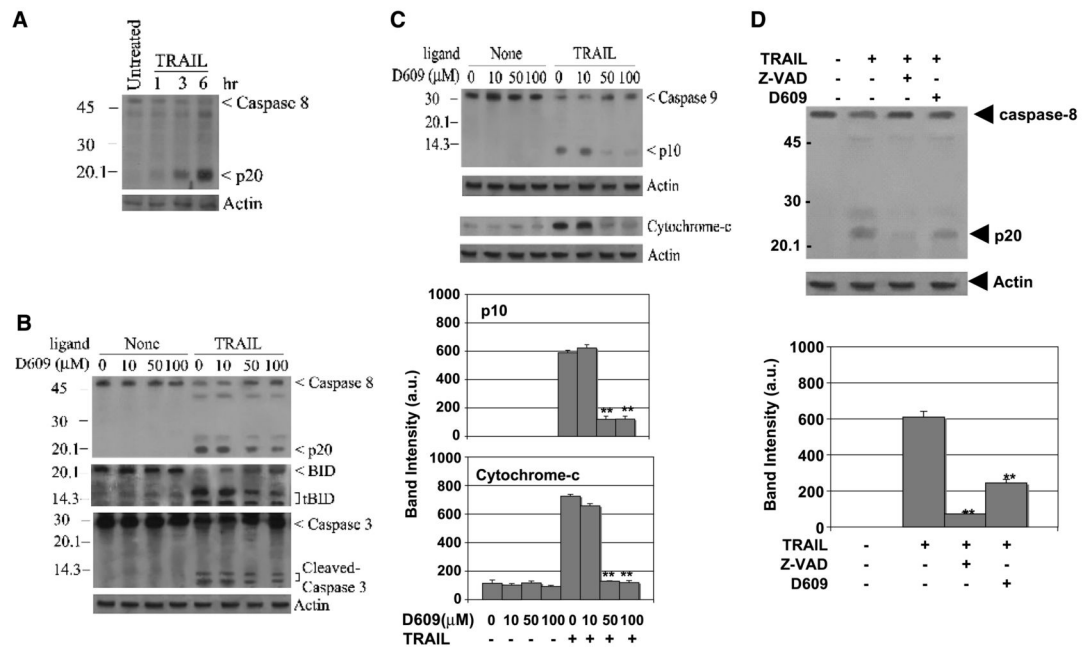 A
Untreated
TRAIL
1 3 6 hr
45
< Caspase 8
30
20.1
< p20
Actin
B
ligand None TRAIL
D609 (µM) 0 10 50 100 0 10 50 100
45
< Caspase 8
30
20.1
< p20
20.1
< BID
14.3
tBID
30
< Caspase 3
20.1
14.3
Cleaved-
Caspase 3
Actin
C
ligand None TRAIL
D609 (µM) 0 10 50 100 0 10 50 100
30
< Caspase 9
20.1
14.3
< p10
Actin
Cytochrome-c
Actin
p10
1000
800
600
400
200
0
** **
Band Intensity (a.u.)
Cytochrome-c
1000
800
600
400
200
0
** **
D609(µM) 0 10 50 100 0 10 50 100
TRAIL - - - - + + + +
D
TRAIL - + + +
Z-VAD - - + -
D609 - - - +
caspase-8
45
30
p20
20.1
Actin
Band Intensity (a.u.)
1000
800
600
400
200
0
** **
TRAIL - + + +
Z-VAD - - + -
D609 - - - +